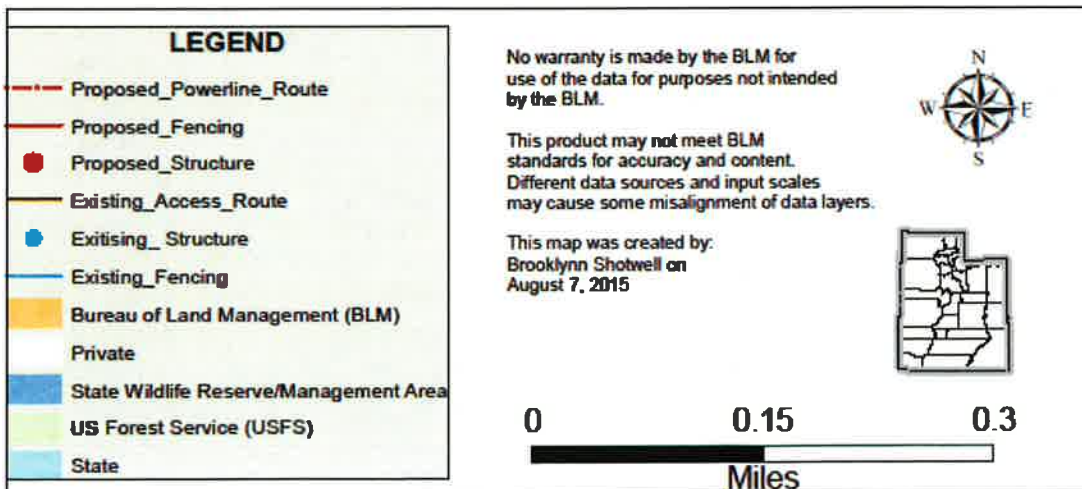 LEGEND
Proposed_Powerline_Route
Proposed_Fencing
Proposed_Structure
Existing_Access_Route
Exitising_ Structure
Existing_Fencing
Bureau of Land Management (BLM)
Private
State Wildlife Reserve/Management Area
US Forest Service (USFS)
State
No warranty is made by the BLM for
use of the data for purposes not intended
by the BLM.
This product may not meet BLM
standards for accuracy and content.
Different data sources and input scales
may cause some misalignment of data layers.
This map was created by:
Brooklynn Shotwell on
August 7, 2015
N
W E
S
0 0.15 0.3
Miles